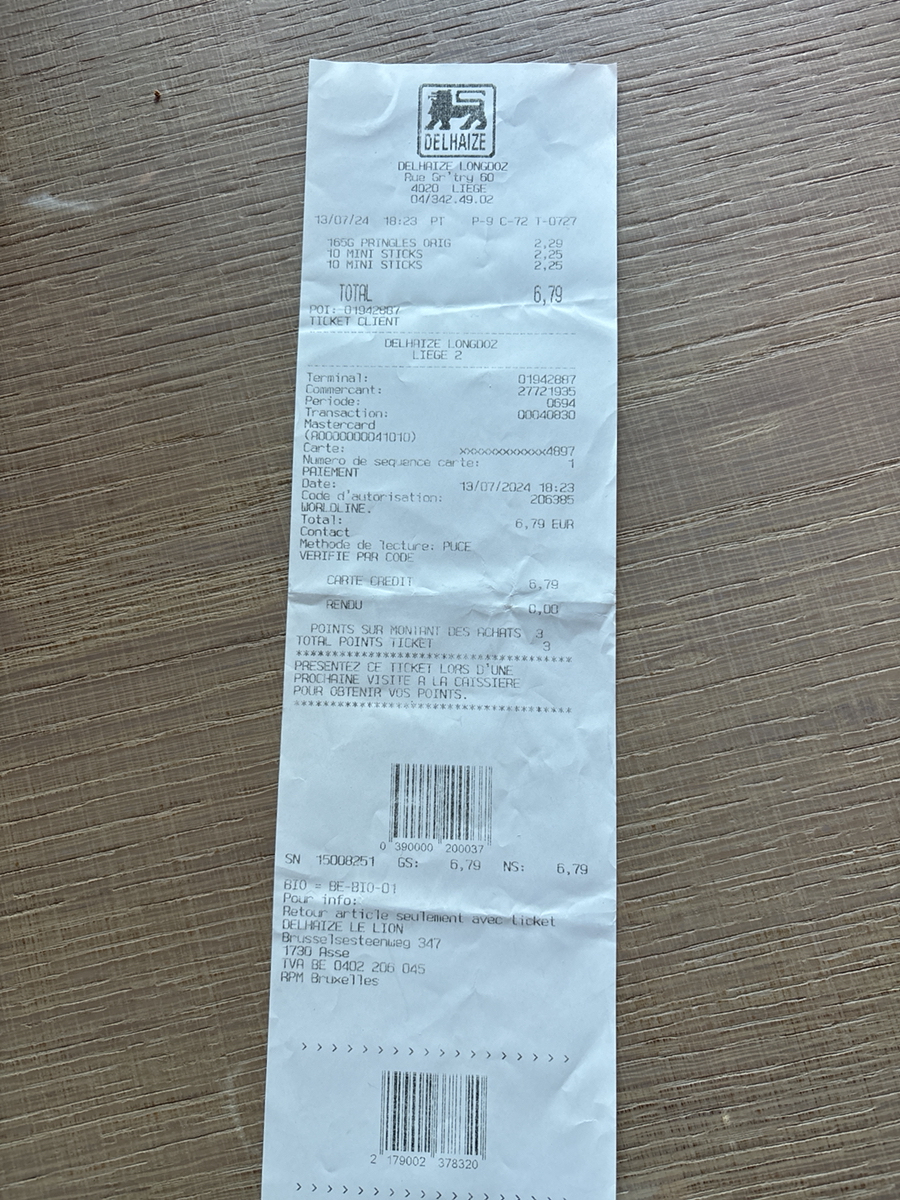 DELHAIZE
DELHAIZE LONGDOZ
Rue Gr'try 60
4020 LIEGE
04/342.49.02
13/07/24 18:23 PT P-9 C-72 T-0727
165G PRINGLES ORIG 2,29
10 MINI STICKS 2,25
10 MINI STICKS 2,25
TOTAL 6,79
POI: 01942887
TICKET CLIENT
DELHAIZE LONGDOZ
LIEGE 2
Terminal: 01942887
Commercant: 27721935
Periode: 0694
Transaction: 00040830
Mastercard
(A0000000041010)
Carte: xxxxxxxxxxxx4897
Numero de sequence carte: 1
PAIEMENT
Date: 13/07/2024 18:23
Code d'autorisation: 206385
WORLDLINE.
Total: 6,79 EUR
Contact
Methode de lecture: PUCE
VERIFIE PAR CODE
CARTE CREDIT 6,79
RENDU 0,00
POINTS SUR MONTANT DES ACHATS 3
TOTAL POINTS TICKET 3
****************************************
PRESENTEZ CE TICKET LORS D'UNE
PROCHAINE VISITE A LA CAISSIERE
POUR OBTENIR VOS POINTS.
****************************************
0 390000 200037
SN 15008251 GS: 6,79 NS: 6,79
BIO = BE-BIO-01
Pour info:
Retour article seulement avec ticket
DELHAIZE LE LION
Brusselsesteenweg 347
1730 Asse
TVA BE 0402 206 045
RPM Bruxelles
> > > > > > > > > > > > > > > > > >
2 179002 378320
> > > > > > > > > > > > > > > > > >